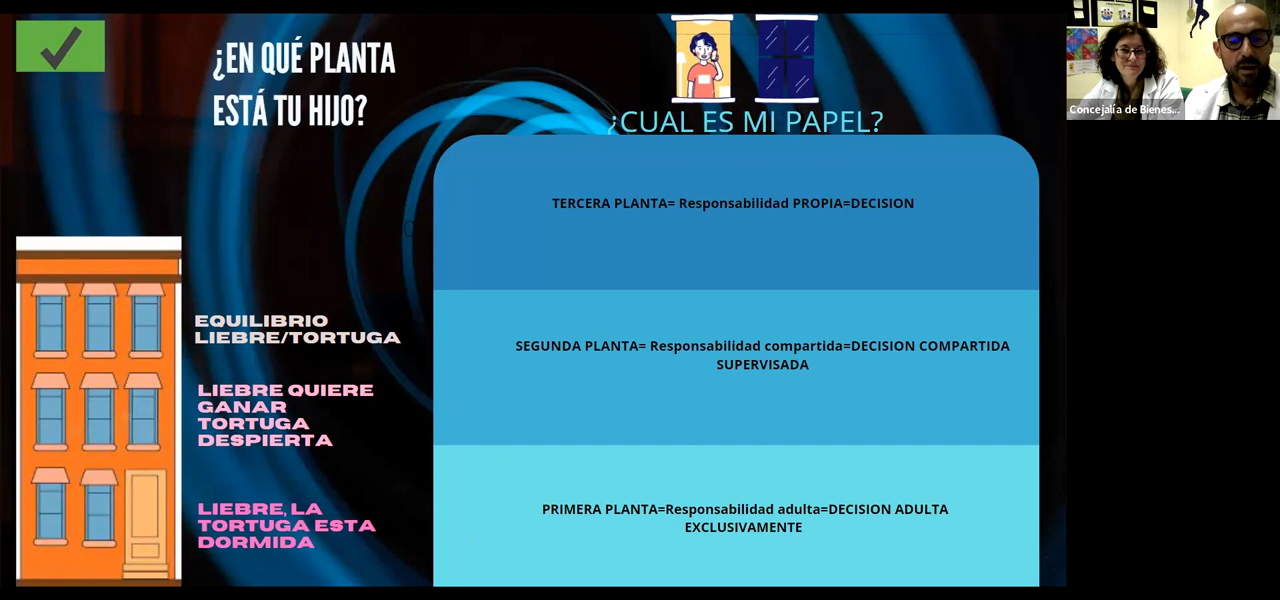 ¿EN QUÉ PLANTA
ESTÁ TU HIJO?
¿CUAL ES MI PAPEL?
Concejalía de Bienes...
TERCERA PLANTA= Responsabilidad PROPIA=DECISION
EQUILIBRIO
LIEBRE/TORTUGA
SEGUNDA PLANTA= Responsabilidad compartida=DECISION COMPARTIDA
SUPERVISADA
LIEBRE QUIERE
GANAR
TORTUGA
DESPIERTA
PRIMERA PLANTA=Responsabilidad adulta=DECISION ADULTA
EXCLUSIVAMENTE
LIEBRE, LA
TORTUGA ESTA
DORMIDA